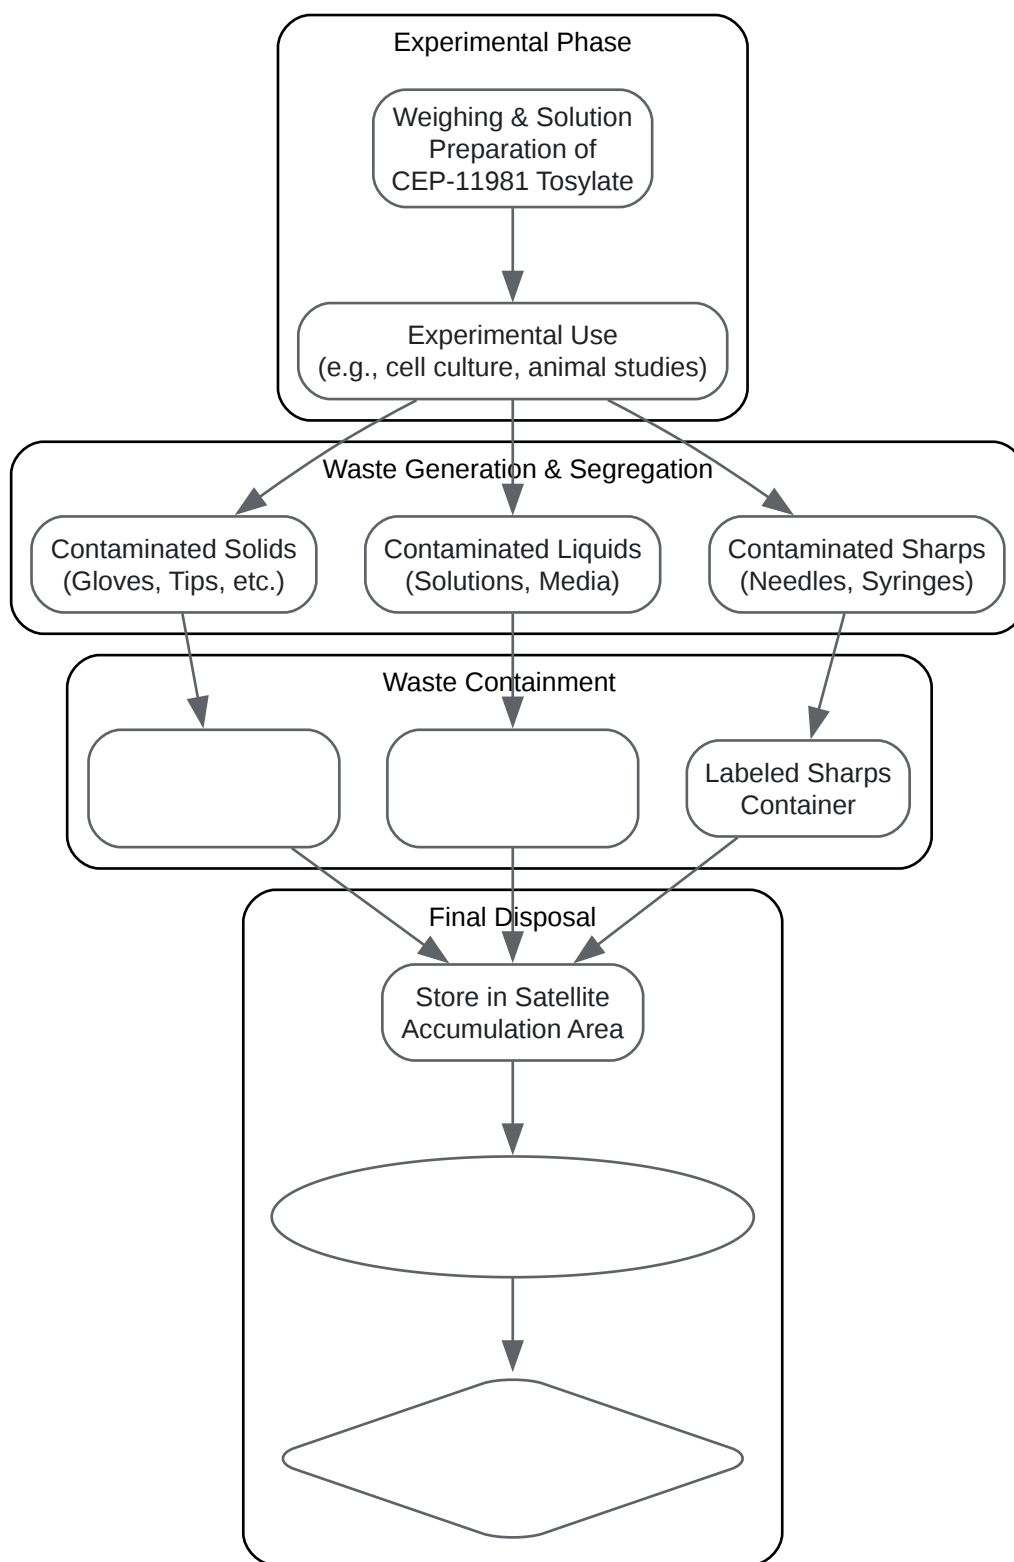 Experimental Phase
Weighing & Solution
Preparation of
CEP-11981 Tosylate
Experimental Use
(e.g., cell culture, animal studies)
Waste Generation & Segregation
Contaminated Solids
(Gloves, Tips, etc.)
Contaminated Liquids
(Solutions, Media)
Contaminated Sharps
(Needles, Syringes)
Waste Containment
Labeled Sharps
Container
Final Disposal
Store in Satellite
Accumulation Area